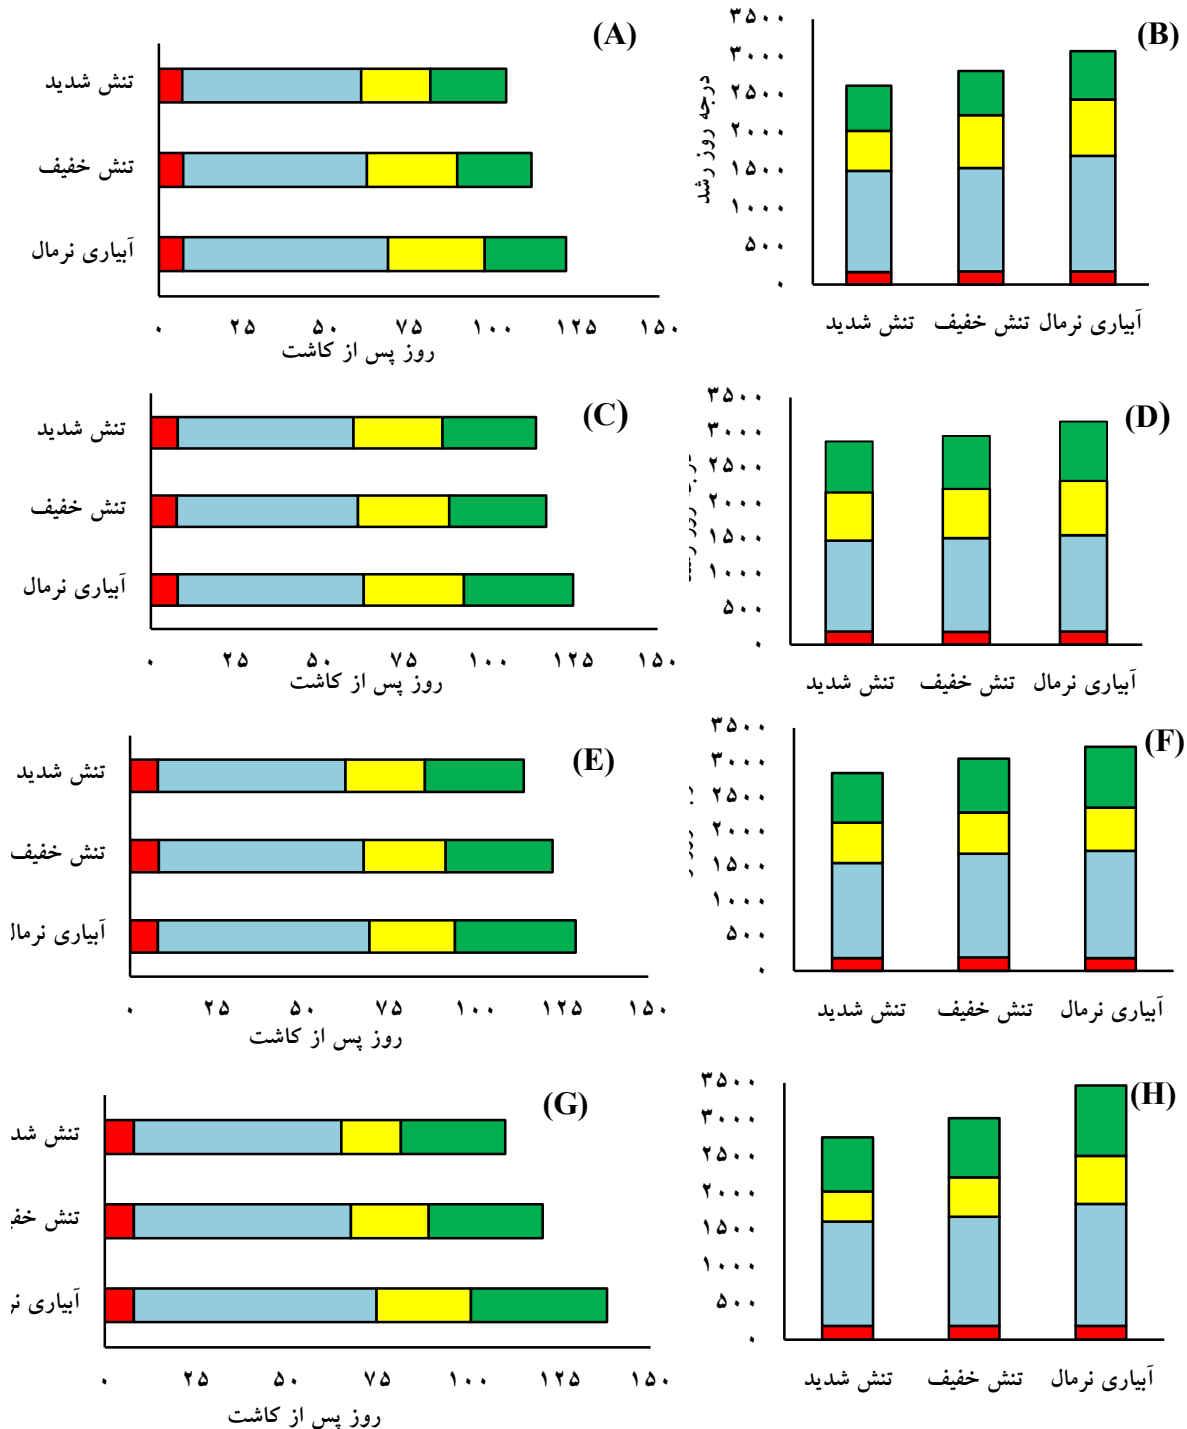 (A)
تنش شدید
تنش خفیف
آبیاری نرمال
۰ ۲۵ ۵۰ ۷۵ ۱۰۰ ۱۲۵ ۱۵۰
روز پس از کاشت
(B)
درجه روز رشد
۳۵۰۰
۳۰۰۰
۲۵۰۰
۲۰۰۰
۱۵۰۰
۱۰۰۰
۵۰۰
۰
تنش شدید تنش خفیف آبیاری نرمال
(C)
تنش شدید
تنش خفیف
آبیاری نرمال
۰ ۲۵ ۵۰ ۷۵ ۱۰۰ ۱۲۵ ۱۵۰
روز پس از کاشت
(D)
۳۵۰۰
۳۰۰۰
۲۵۰۰
۲۰۰۰
۱۵۰۰
۱۰۰۰
۵۰۰
۰
تنش شدید تنش خفیف آبیاری نرمال
(E)
تنش شدید
تنش خفیف
آبیاری نرمال
۰ ۲۵ ۵۰ ۷۵ ۱۰۰ ۱۲۵ ۱۵۰
روز پس از کاشت
(F)
۳۵۰۰
۳۰۰۰
۲۵۰۰
۲۰۰۰
۱۵۰۰
۱۰۰۰
۵۰۰
۰
تنش شدید تنش خفیف آبیاری نرمال
(G)
تنش
تنش
آبیاری
۰ ۲۵ ۵۰ ۷۵ ۱۰۰ ۱۲۵ ۱۵۰
روز پس از کاشت
(H)
۳۵۰۰
۳۰۰۰
۲۵۰۰
۲۰۰۰
۱۵۰۰
۱۰۰۰
۵۰۰
۰
تنش شدید تنش خفیف آبیاری نرمال